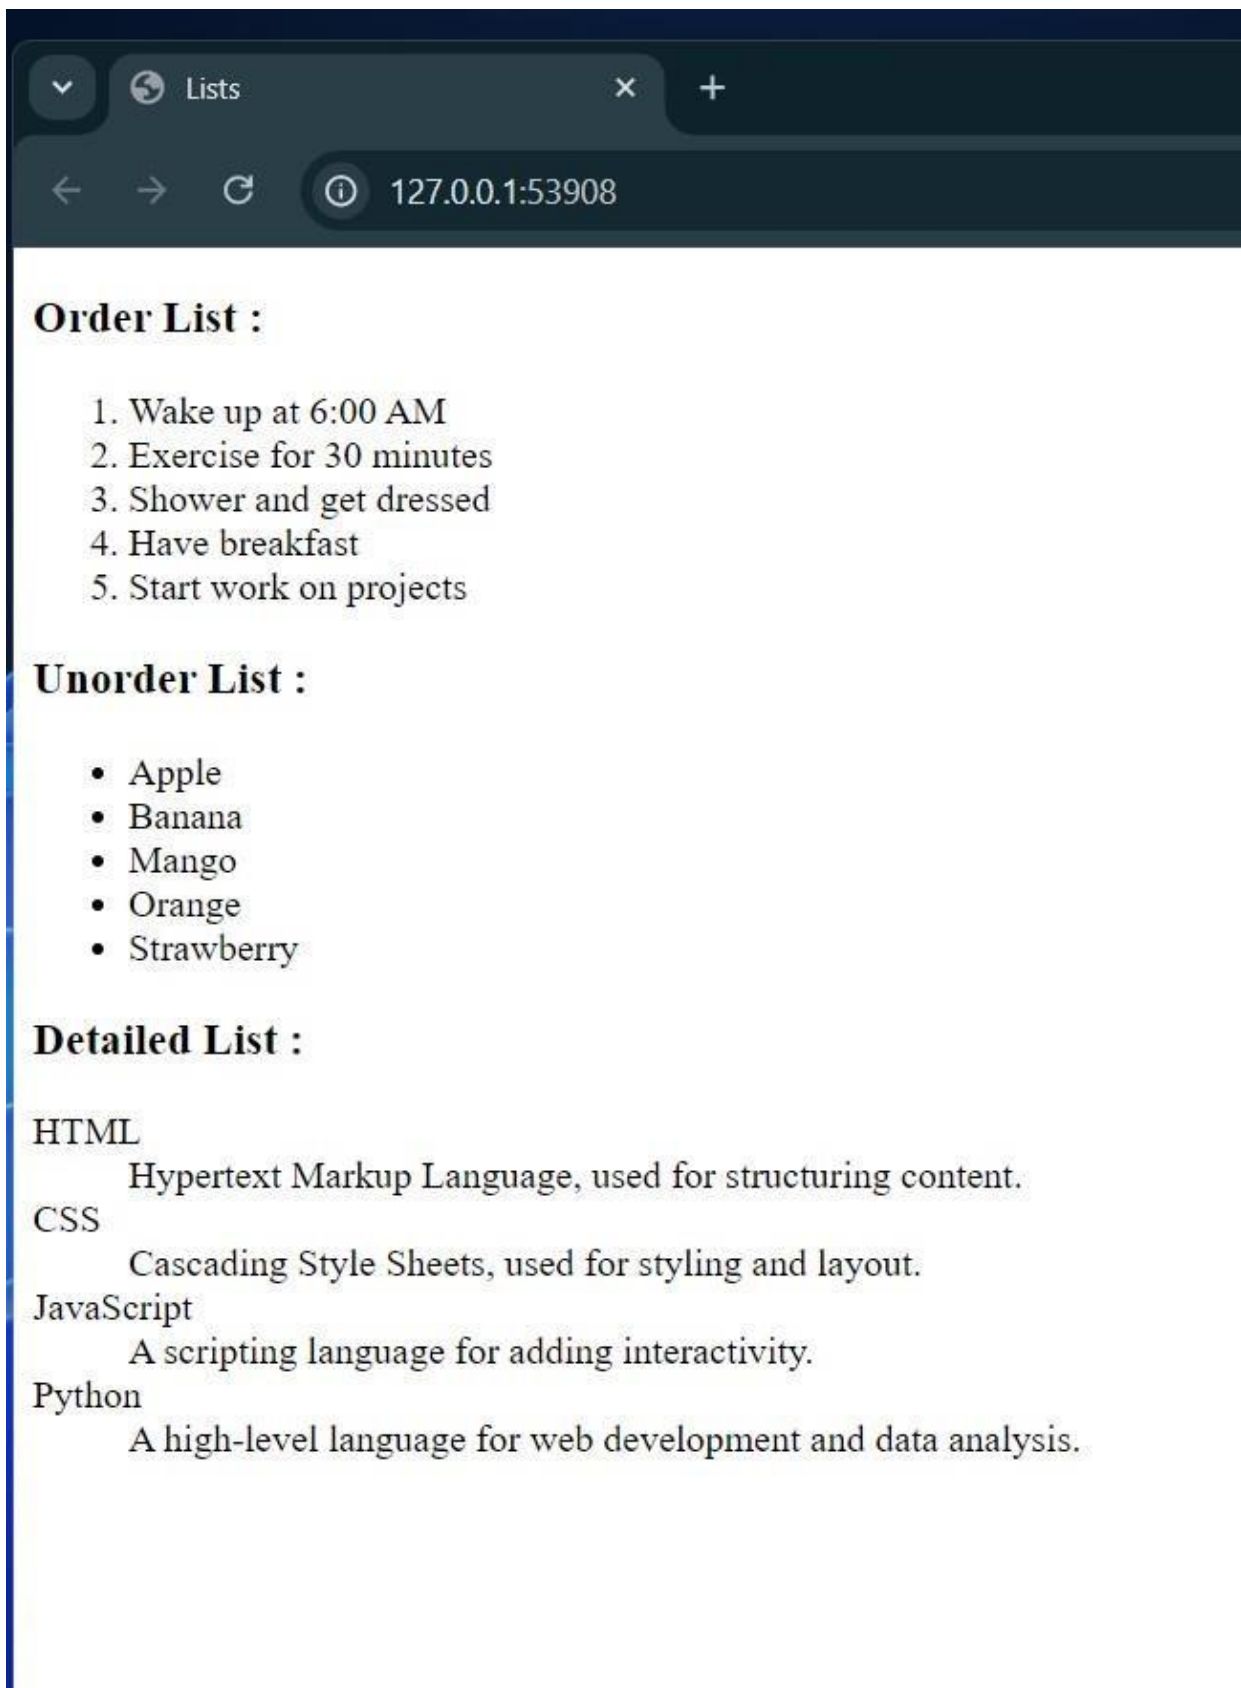 Lists
127.0.0.1:53908
Order List :
1. Wake up at 6:00 AM
2. Exercise for 30 minutes
3. Shower and get dressed
4. Have breakfast
5. Start work on projects
Unorder List :
• Apple
• Banana
• Mango
• Orange
• Strawberry
Detailed List :
HTML
Hypertext Markup Language, used for structuring content.
CSS
Cascading Style Sheets, used for styling and layout.
JavaScript
A scripting language for adding interactivity.
Python
A high-level language for web development and data analysis.